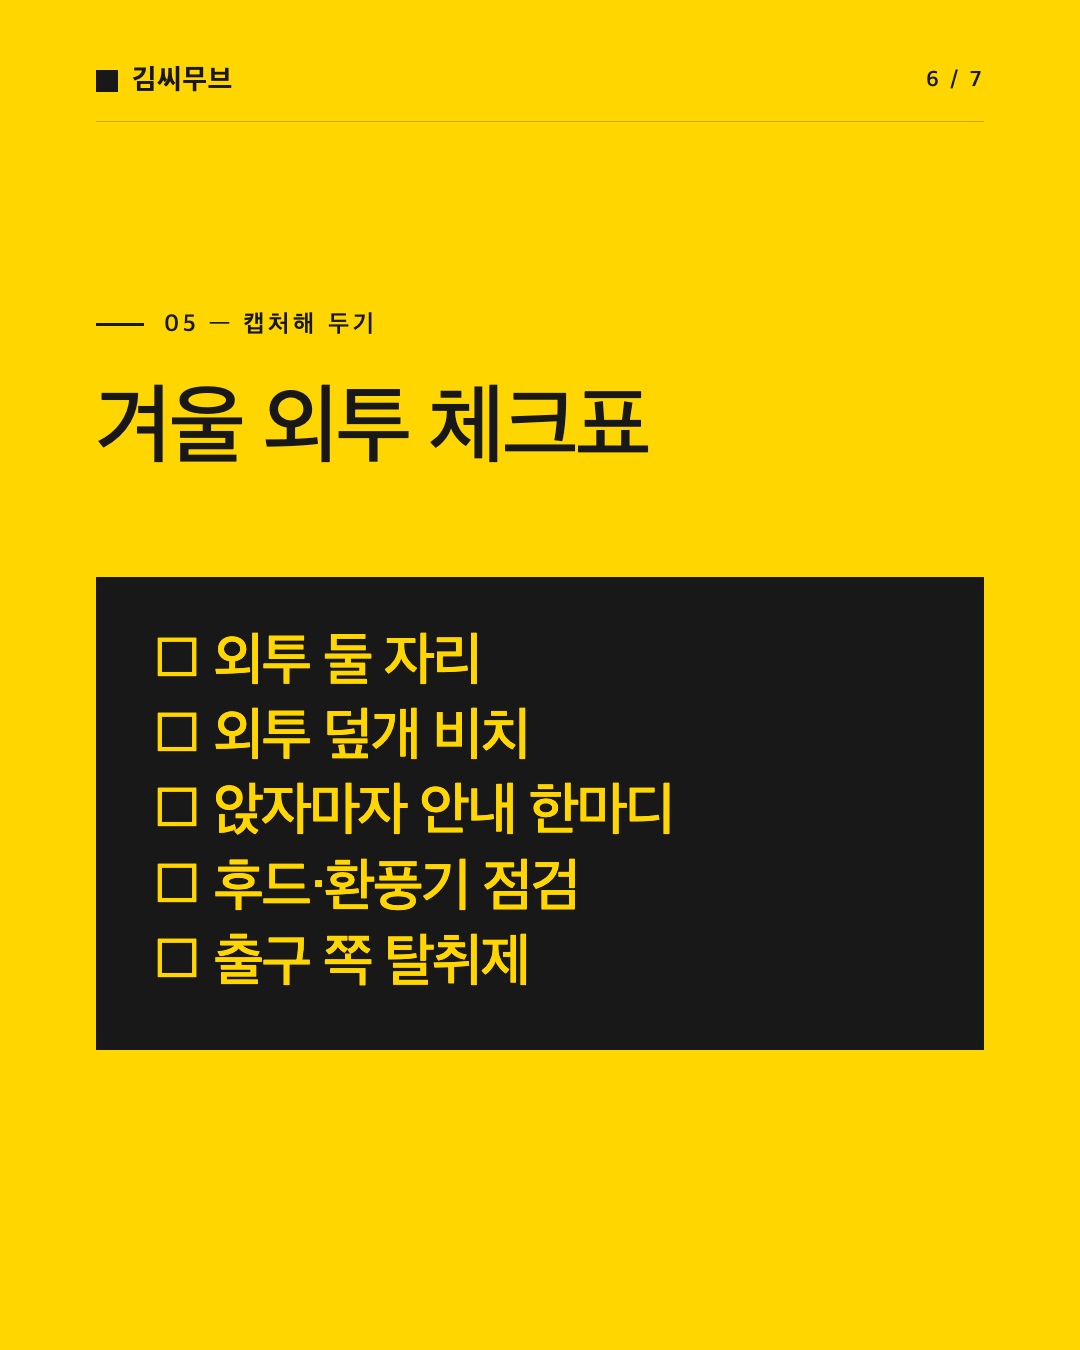 김씨무브
6 / 7
05 — 캡처해 두기
겨울 외투 체크표
☐ 외투 둘 자리
☐ 외투 덮개 비치
☐ 앉자마자 안내 한마디
☐ 후드·환풍기 점검
☐ 출구 쪽 탈취제